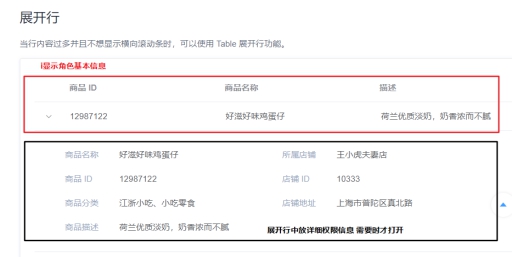 展开行
当行内容过多并且不想显示横向滚动条时，可以使用 Table 展开行功能。
i显示角色基本信息
商品 ID 商品名称 描述
12987122 好滋好味鸡蛋仔 荷兰优质淡奶，奶香浓而不腻
商品名称 好滋好味鸡蛋仔 所属店铺 王小虎夫妻店
商品 ID 12987122 店铺 ID 10333
商品分类 江浙小吃、小吃零食 店铺地址 上海市普陀区真北路
商品描述 荷兰优质淡奶，奶香浓而不腻 展开行中放详细权限信息 需要时才打开